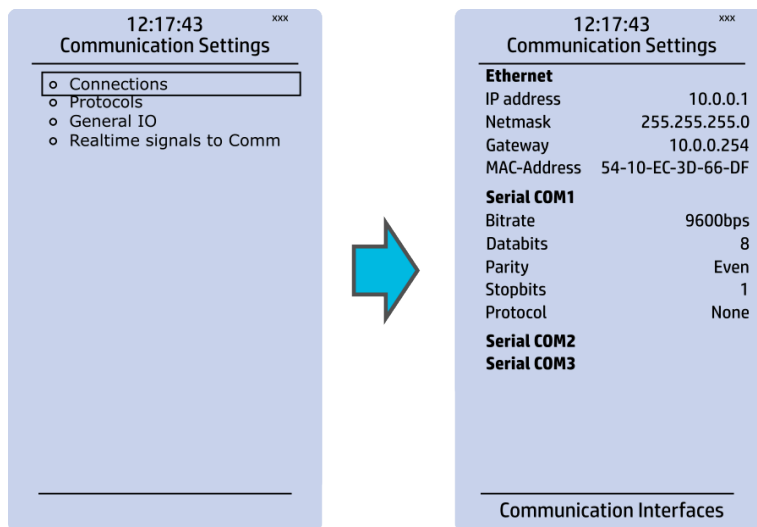 12:17:43 xxx
Communication Settings
Connections
Protocols
General IO
Realtime signals to Comm
12:17:43 xxx
Communication Settings
Ethernet
IP address 10.0.0.1
Netmask 255.255.255.0
Gateway 10.0.0.254
MAC-Address 54-10-EC-3D-66-DF
Serial COM1
Bitrate 9600bps
Databits 8
Parity Even
Stopbits 1
Protocol None
Serial COM2
Serial COM3
Communication Interfaces